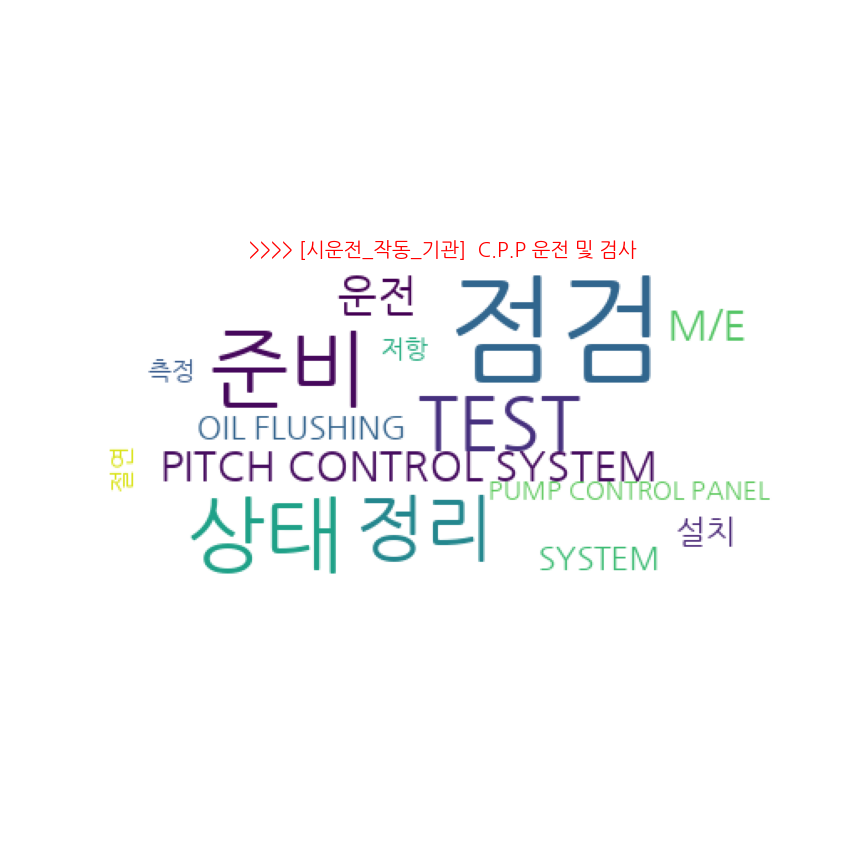 >>>> [시운전_작동_기관]  C.P.P 운전 및 검사
운전
점검
M/E
준비
저항
측정
TEST
OIL FLUSHING
절연
PITCH CONTROL SYSTEM
PUMP CONTROL PANEL
상태
정리
설치
SYSTEM